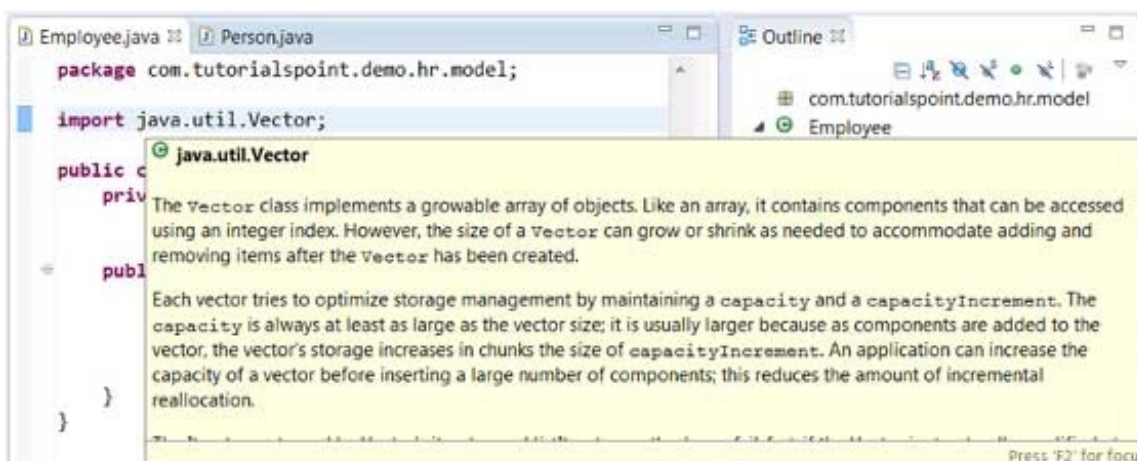 Employee.java Person.java Outline
package com.tutorialspoint.demo.hr.model;
com.tutorialspoint.demo.hr.model
import java.util.Vector;
Employee
java.util.Vector
public c
priv
The Vector class implements a growable array of objects. Like an array, it contains components that can be accessed
using an integer index. However, the size of a Vector can grow or shrink as needed to accommodate adding and
removing items after the Vector has been created.
publ
Each vector tries to optimize storage management by maintaining a capacity and a capacityIncrement. The
capacity is always at least as large as the vector size; it is usually larger because as components are added to the
vector, the vector's storage increases in chunks the size of capacityIncrement. An application can increase the
capacity of a vector before inserting a large number of components; this reduces the amount of incremental
reallocation.
}
}
Press 'F2' for focu